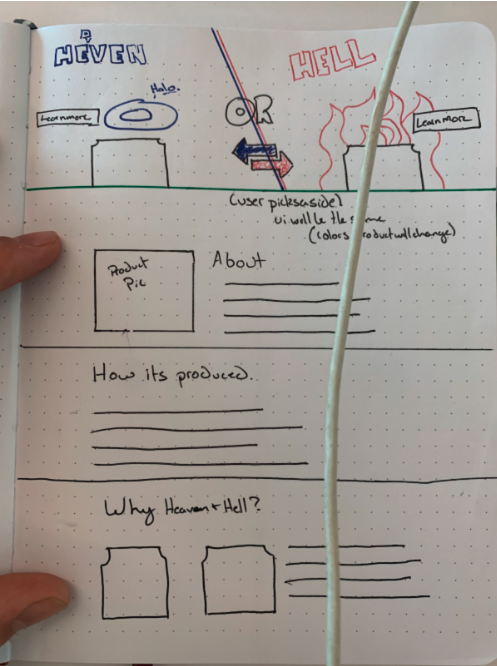 HEVEN
a
HELL
Halo.
Learn more
OR
Learn more
(user picks a side)
ui will be the
(colors product will change)
Product
Pic
About
How its produced.
Why Heaven + Hell?